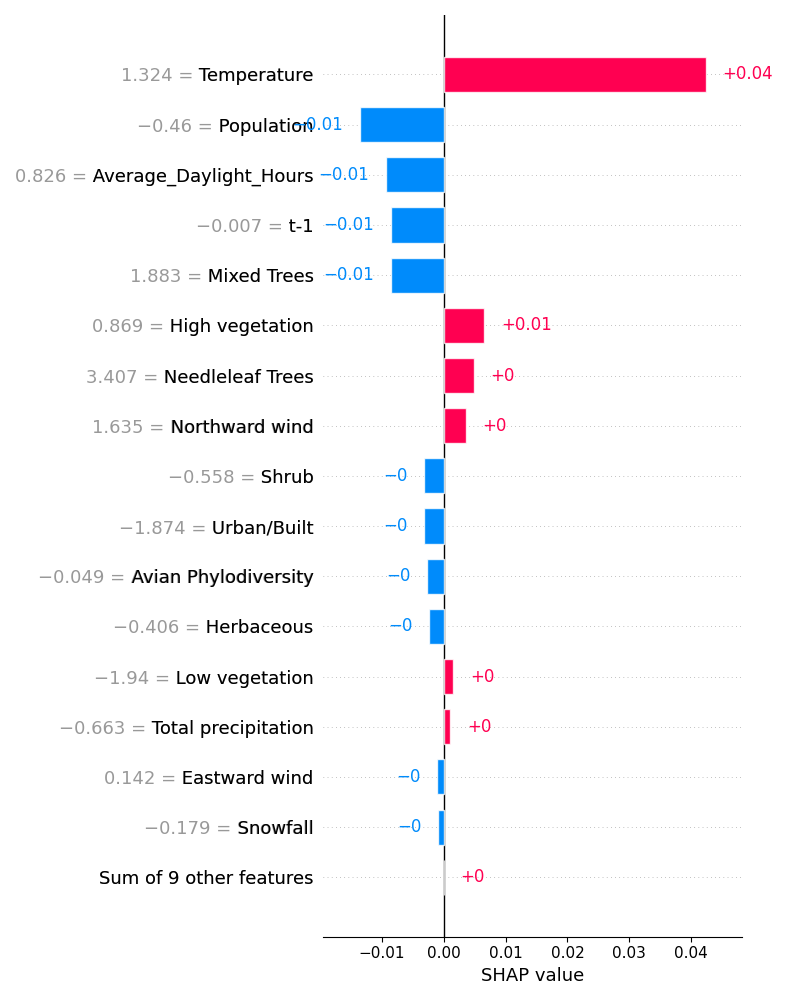 1.324 = Temperature +0.04
−0.46 = Population −0.01
0.826 = Average_Daylight_Hours −0.01
−0.007 = t-1 −0.01
1.883 = Mixed Trees −0.01
0.869 = High vegetation +0.01
3.407 = Needleleaf Trees +0
1.635 = Northward wind +0
−0.558 = Shrub −0
−1.874 = Urban/Built −0
−0.049 = Avian Phylodiversity −0
−0.406 = Herbaceous −0
−1.94 = Low vegetation +0
−0.663 = Total precipitation +0
0.142 = Eastward wind −0
−0.179 = Snowfall −0
Sum of 9 other features +0
−0.01 0.00 0.01 0.02 0.03 0.04
SHAP value